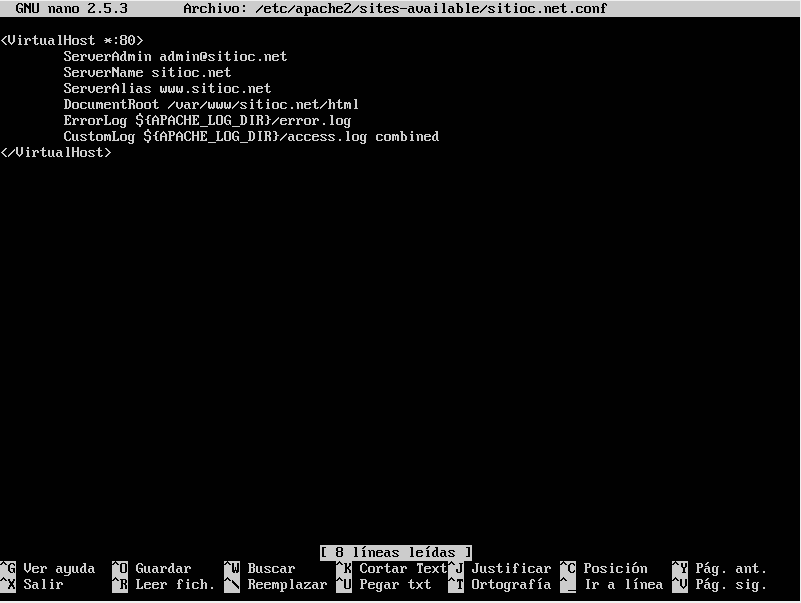 GNU nano 2.5.3 Archivo: /etc/apache2/sites-available/sitioc.net.conf
<VirtualHost *:80>
ServerAdmin admin@sitioc.net
ServerName sitioc.net
ServerAlias www.sitioc.net
DocumentRoot /var/www/sitioc.net/html
ErrorLog ${APACHE_LOG_DIR}/error.log
CustomLog ${APACHE_LOG_DIR}/access.log combined
</VirtualHost>
[ 8 líneas leídas ]
^G Ver ayuda ^O Guardar ^W Buscar ^K Cortar Text^J Justificar ^C Posición ^Y Pág. ant.
^X Salir ^R Leer fich. ^\ Reemplazar ^U Pegar txt ^T Ortografía ^_ Ir a línea ^V Pág. sig.